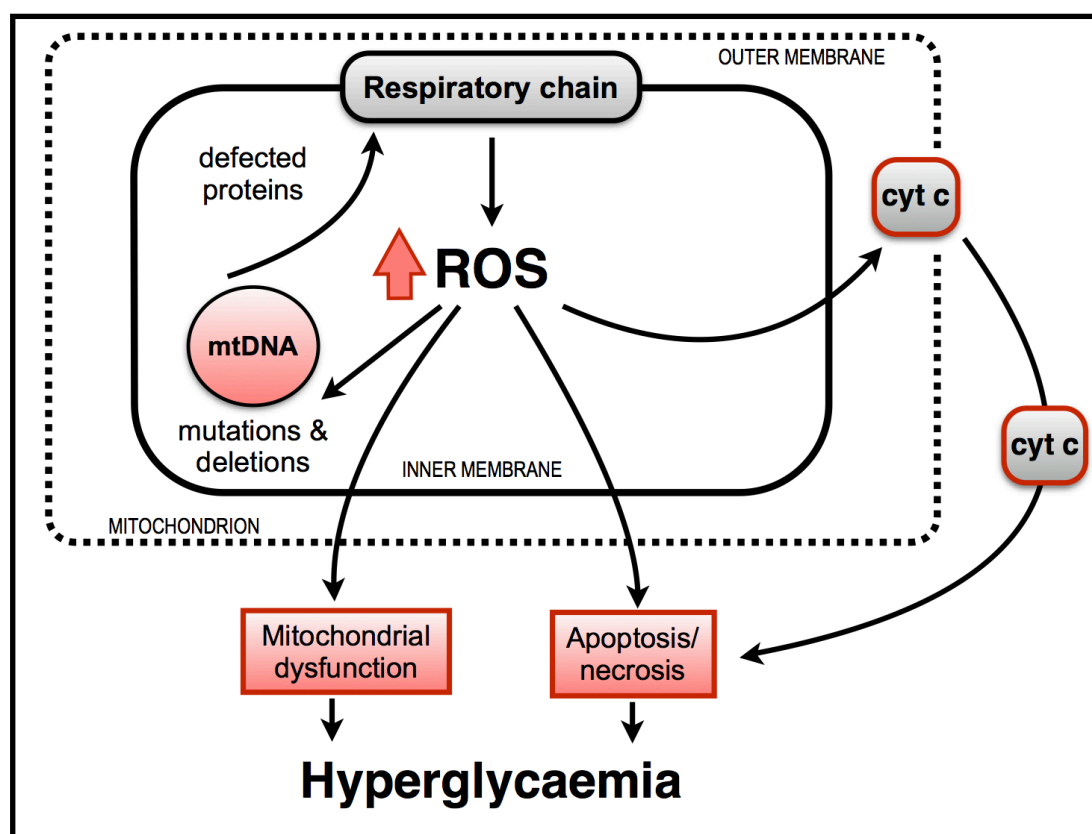 OUTER MEMBRANE
Respiratory chain
defected
proteins
cyt c
ROS
mtDNA
mutations &
deletions
INNER MEMBRANE
cyt c
MITOCHONDRION
Mitochondrial
dysfunction
Apoptosis/
necrosis
Hyperglycaemia